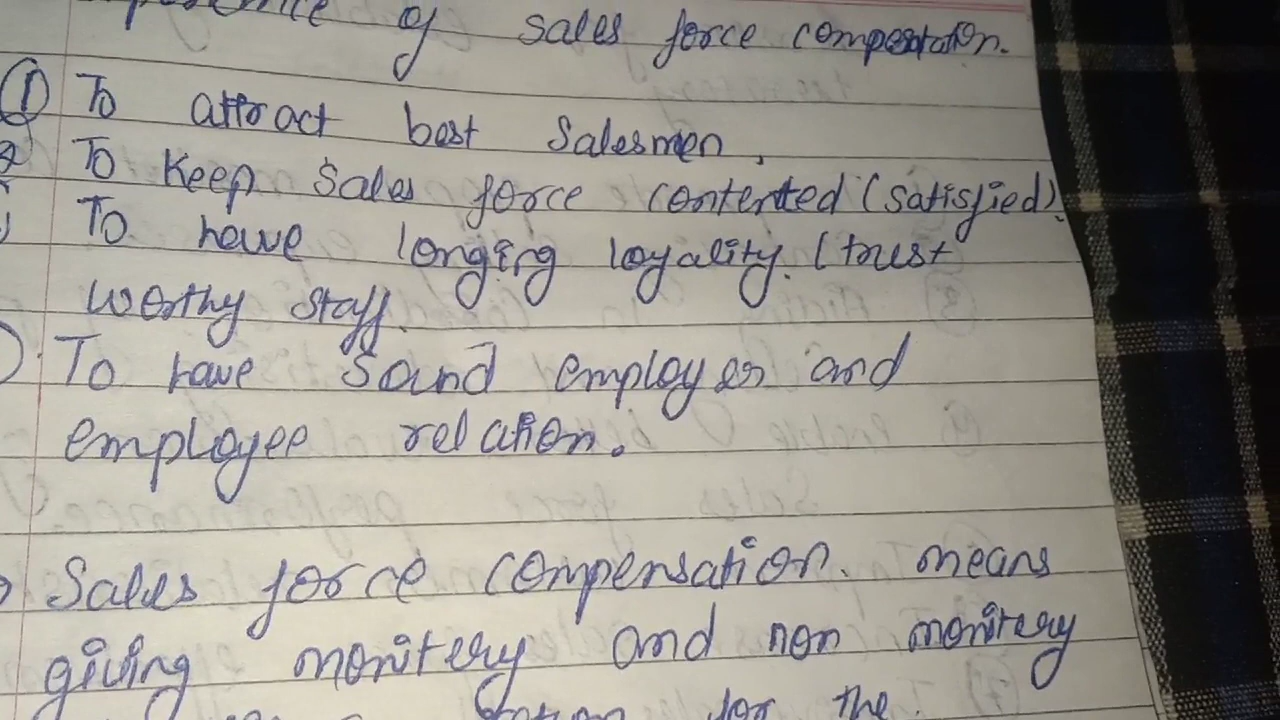 of sales force compensation.
① To attract best Salesmen.
2 To Keep Sales force contented (satisfied).
To have longing loyality. (trust
worthy staff.
To have Sound employer and
employee relation.
Sales force compensation. means
giving monitery and non monitery
for the